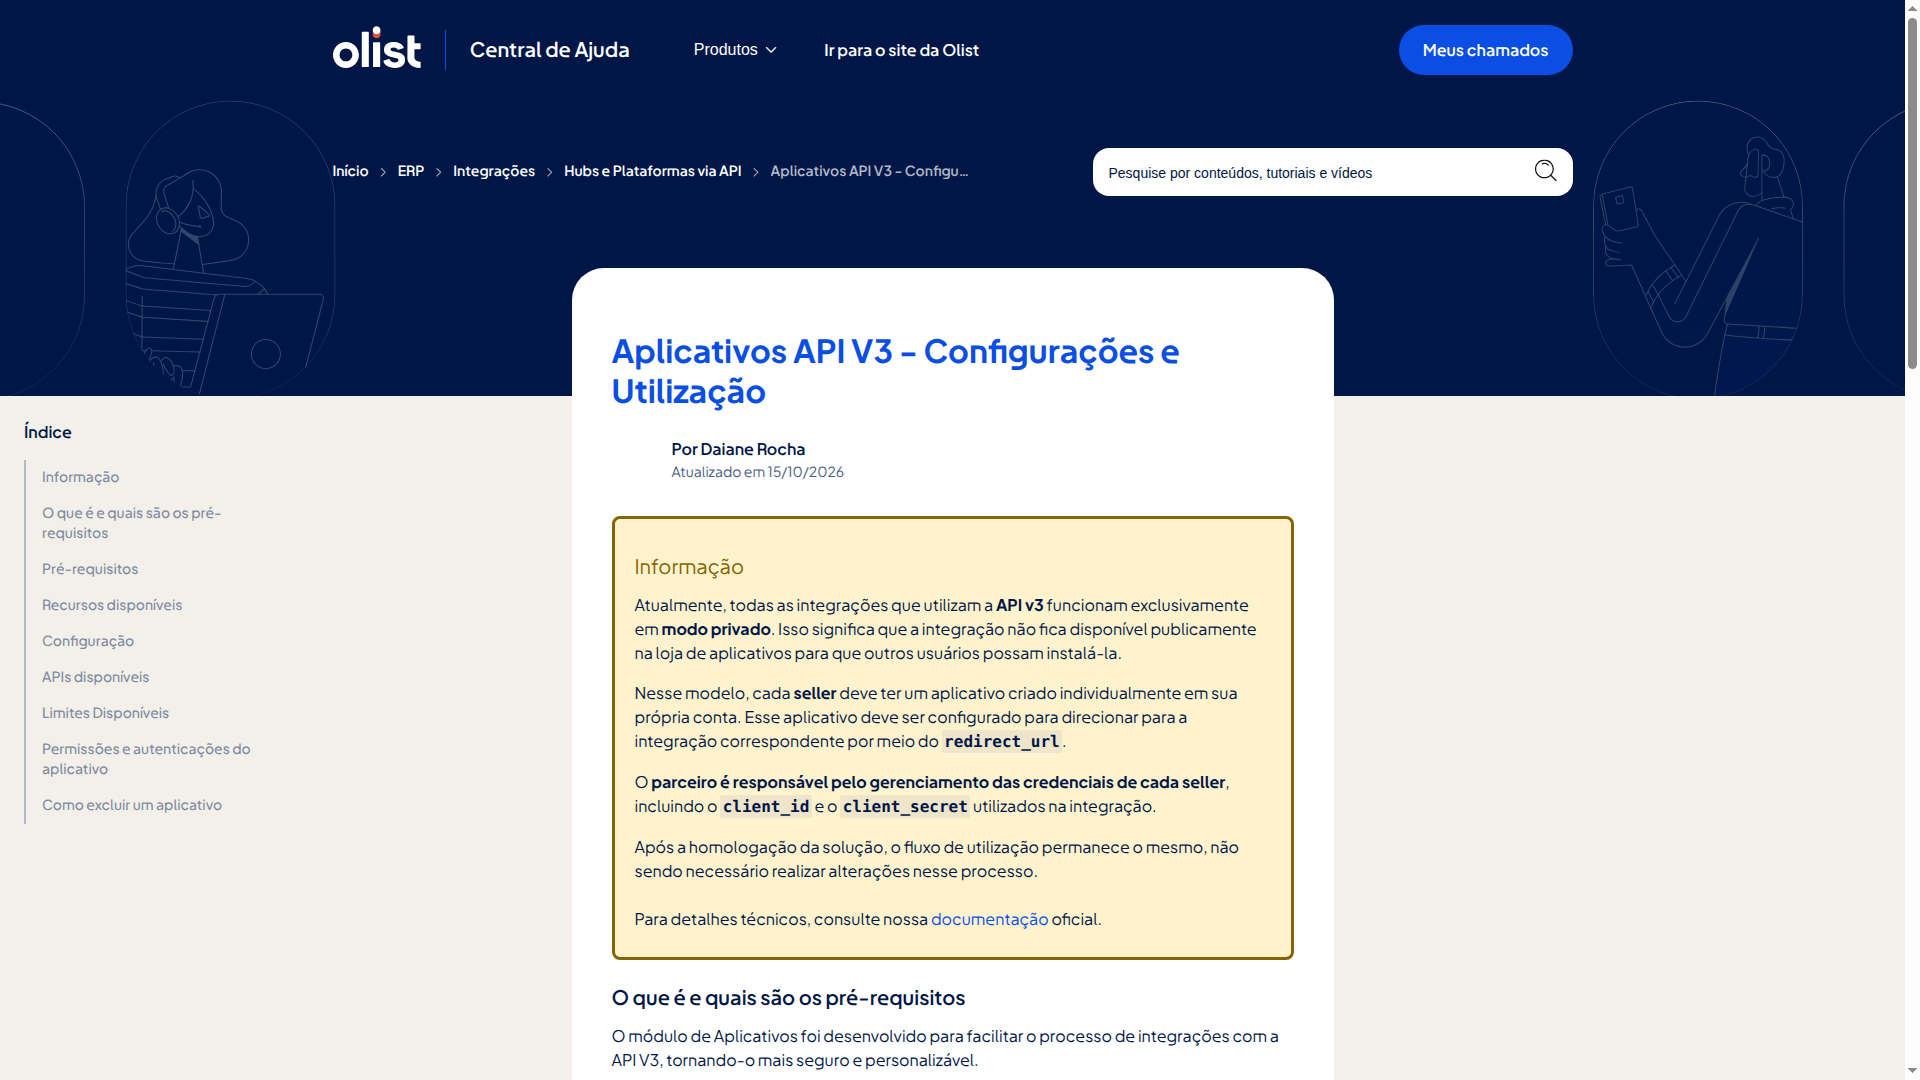 olist
Central de Ajuda
Produtos
Ir para o site da Olist
Meus chamados
Início
ERP
Integrações
Hubs e Plataformas via API
Aplicativos API V3 – Configu...
Pesquise por conteúdos, tutoriais e vídeos
Índice
Informação
O que é e quais são os pré-
requisitos
Pré-requisitos
Recursos disponíveis
Configuração
APIs disponíveis
Limites Disponíveis
Permissões e autenticações do
aplicativo
Como excluir um aplicativo
Aplicativos API V3 – Configurações e
Utilização
Por Daiane Rocha
Atualizado em 15/10/2026
Informação
Atualmente, todas as integrações que utilizam a API v3 funcionam exclusivamente
em modo privado. Isso significa que a integração não fica disponível publicamente
na loja de aplicativos para que outros usuários possam instalá-la.
Nesse modelo, cada seller deve ter um aplicativo criado individualmente em sua
própria conta. Esse aplicativo deve ser configurado para direcionar para a
integração correspondente por meio do redirect_url.
O parceiro é responsável pelo gerenciamento das credenciais de cada seller,
incluindo o client_id e o client_secret utilizados na integração.
Após a homologação da solução, o fluxo de utilização permanece o mesmo, não
sendo necessário realizar alterações nesse processo.
Para detalhes técnicos, consulte nossa documentação oficial.
O que é e quais são os pré-requisitos
O módulo de Aplicativos foi desenvolvido para facilitar o processo de integrações com a
API V3, tornando-o mais seguro e personalizável.